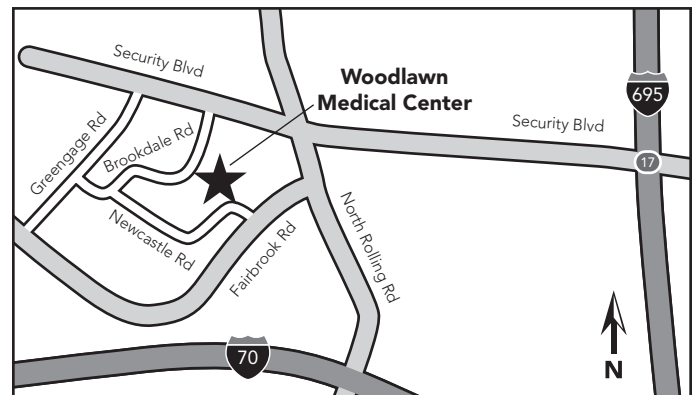 Security Blvd
Woodlawn
Medical Center
695
Security Blvd
17
Greengage Rd
Brookdale Rd
Newcastle Rd
Fairbrook Rd
North Rolling Rd
70
N